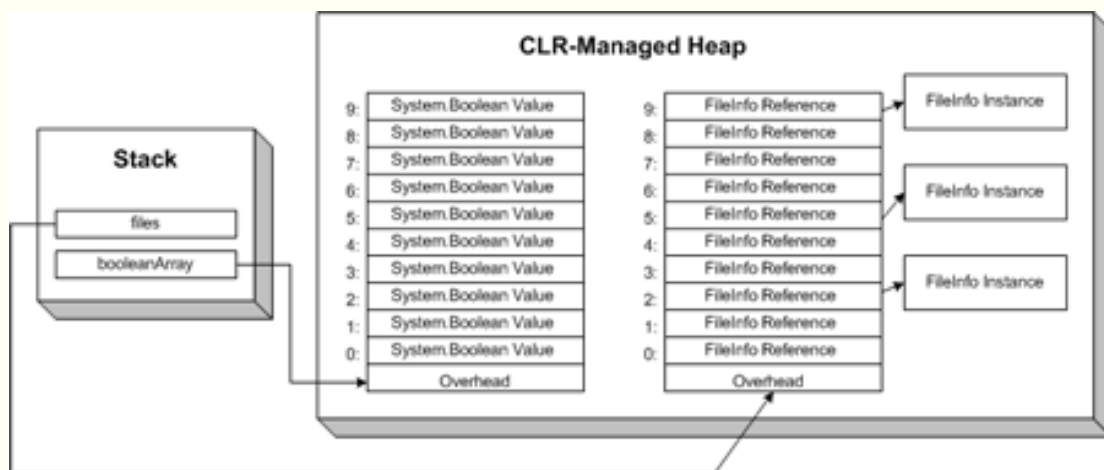 CLR-Managed Heap
Stack
files
booleanArray
9: System.Boolean Value
8: System.Boolean Value
7: System.Boolean Value
6: System.Boolean Value
5: System.Boolean Value
4: System.Boolean Value
3: System.Boolean Value
2: System.Boolean Value
1: System.Boolean Value
0: System.Boolean Value
Overhead
9: FileInfo Reference
8: FileInfo Reference
7: FileInfo Reference
6: FileInfo Reference
5: FileInfo Reference
4: FileInfo Reference
3: FileInfo Reference
2: FileInfo Reference
1: FileInfo Reference
0: FileInfo Reference
Overhead
FileInfo Instance
FileInfo Instance
FileInfo Instance